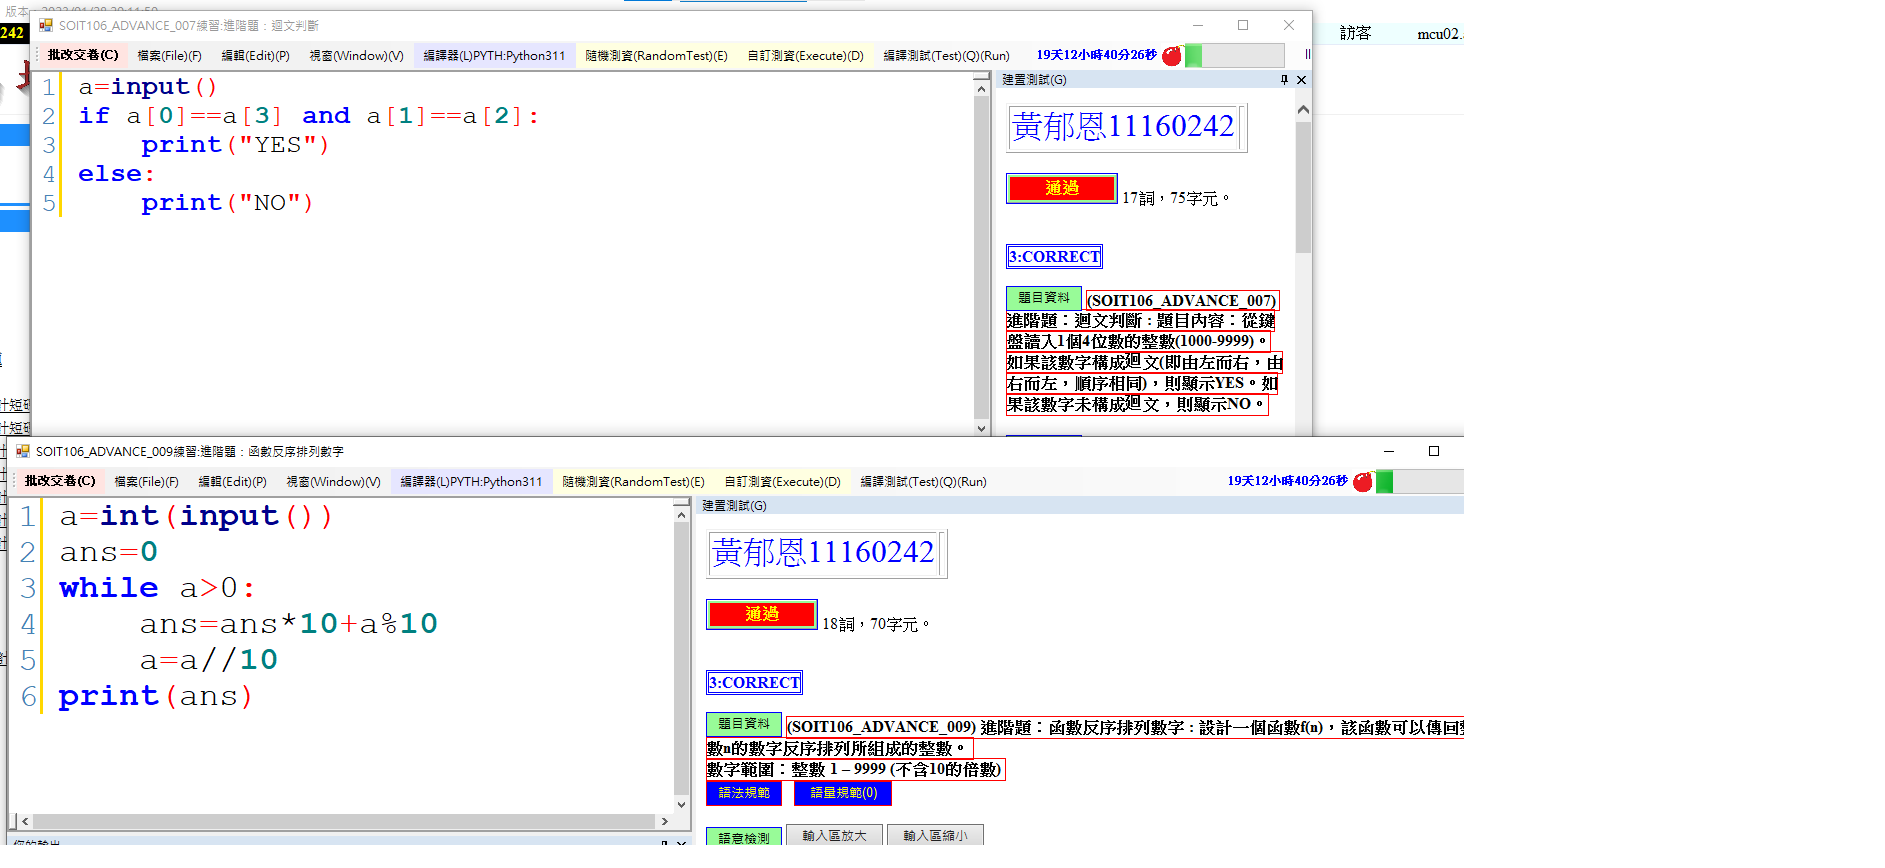 242
訪客
mcu02.
SOIT106_ADVANCE_007練習:進階題：迴文判斷
批改交卷(C) 檔案(File)(F) 編輯(Edit)(P) 視窗(Window)(V) 編譯器(L)PYTH:Python311 隨機測資(RandomTest)(E) 自訂測資(Execute)(D) 編譯測試(Test)(Q)(Run) 19天12小時40分26秒
1 a=input()
2 if a[0]==a[3] and a[1]==a[2]:
3     print("YES")
4 else:
5     print("NO")
建置測試(G)
黃郁恩11160242
通過 17詞，75字元。
3:CORRECT
題目資料 (SOIT106_ADVANCE_007)
進階題：迴文判斷 : 題目內容：從鍵
盤讀入1個4位數的整數(1000-9999)。
如果該數字構成迴文(即由左而右，由
右而左，順序相同)，則顯示YES。如
果該數字未構成迴文，則顯示NO。
SOIT106_ADVANCE_009練習:進階題：函數反序排列數字
批改交卷(C) 檔案(File)(F) 編輯(Edit)(P) 視窗(Window)(V) 編譯器(L)PYTH:Python311 隨機測資(RandomTest)(E) 自訂測資(Execute)(D) 編譯測試(Test)(Q)(Run) 19天12小時40分26秒
1 a=int(input())
2 ans=0
3 while a>0:
4     ans=ans*10+a%10
5     a=a//10
6 print(ans)
建置測試(G)
黃郁恩11160242
通過 18詞，70字元。
3:CORRECT
題目資料 (SOIT106_ADVANCE_009) 進階題：函數反序排列數字 : 設計一個函數f(n)，該函數可以傳回整
數n的數字反序排列所組成的整數。
數字範圍：整數 1 – 9999 (不含10的倍數)
語法規範 語量規範(0)
語意檢測 輸入區放大 輸入區縮小